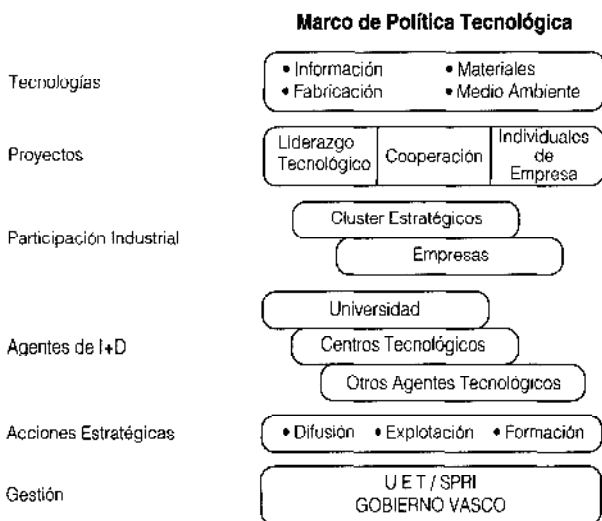 Marco de Política Tecnológica
Tecnologías
• Información • Materiales
• Fabricación • Medio Ambiente
Proyectos
Liderazgo
Tecnológico
Cooperación
Individuales
de
Empresa
Participación Industrial
Cluster Estratégicos
Empresas
Agentes de I+D
Universidad
Centros Tecnológicos
Otros Agentes Tecnológicos
Acciones Estratégicas
• Difusión • Explotación • Formación
Gestión
U E T / SPRI
GOBIERNO VASCO